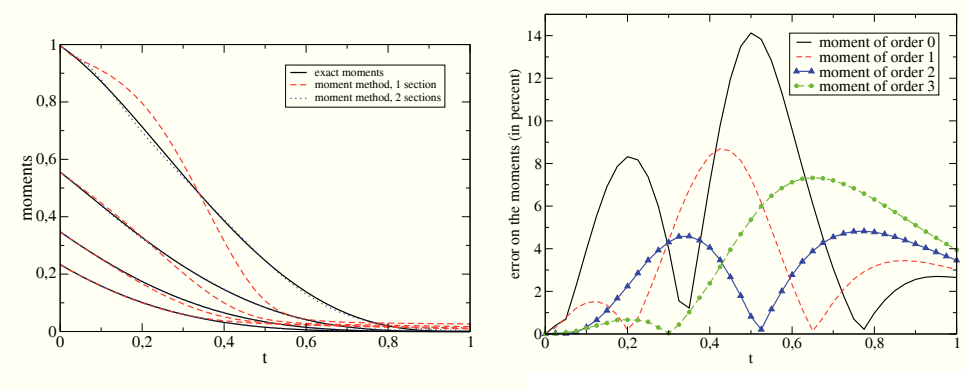 1
0,8
0,6
0,4
0,2
0
moments
exact moments
moment method, 1 section
moment method, 2 sections
0 0,2 0,4 0,6 0,8 1
t
14
12
10
8
6
4
2
0
error on the moments (in percent)
moment of order 0
moment of order 1
moment of order 2
moment of order 3
0 0,2 0,4 0,6 0,8 1
t